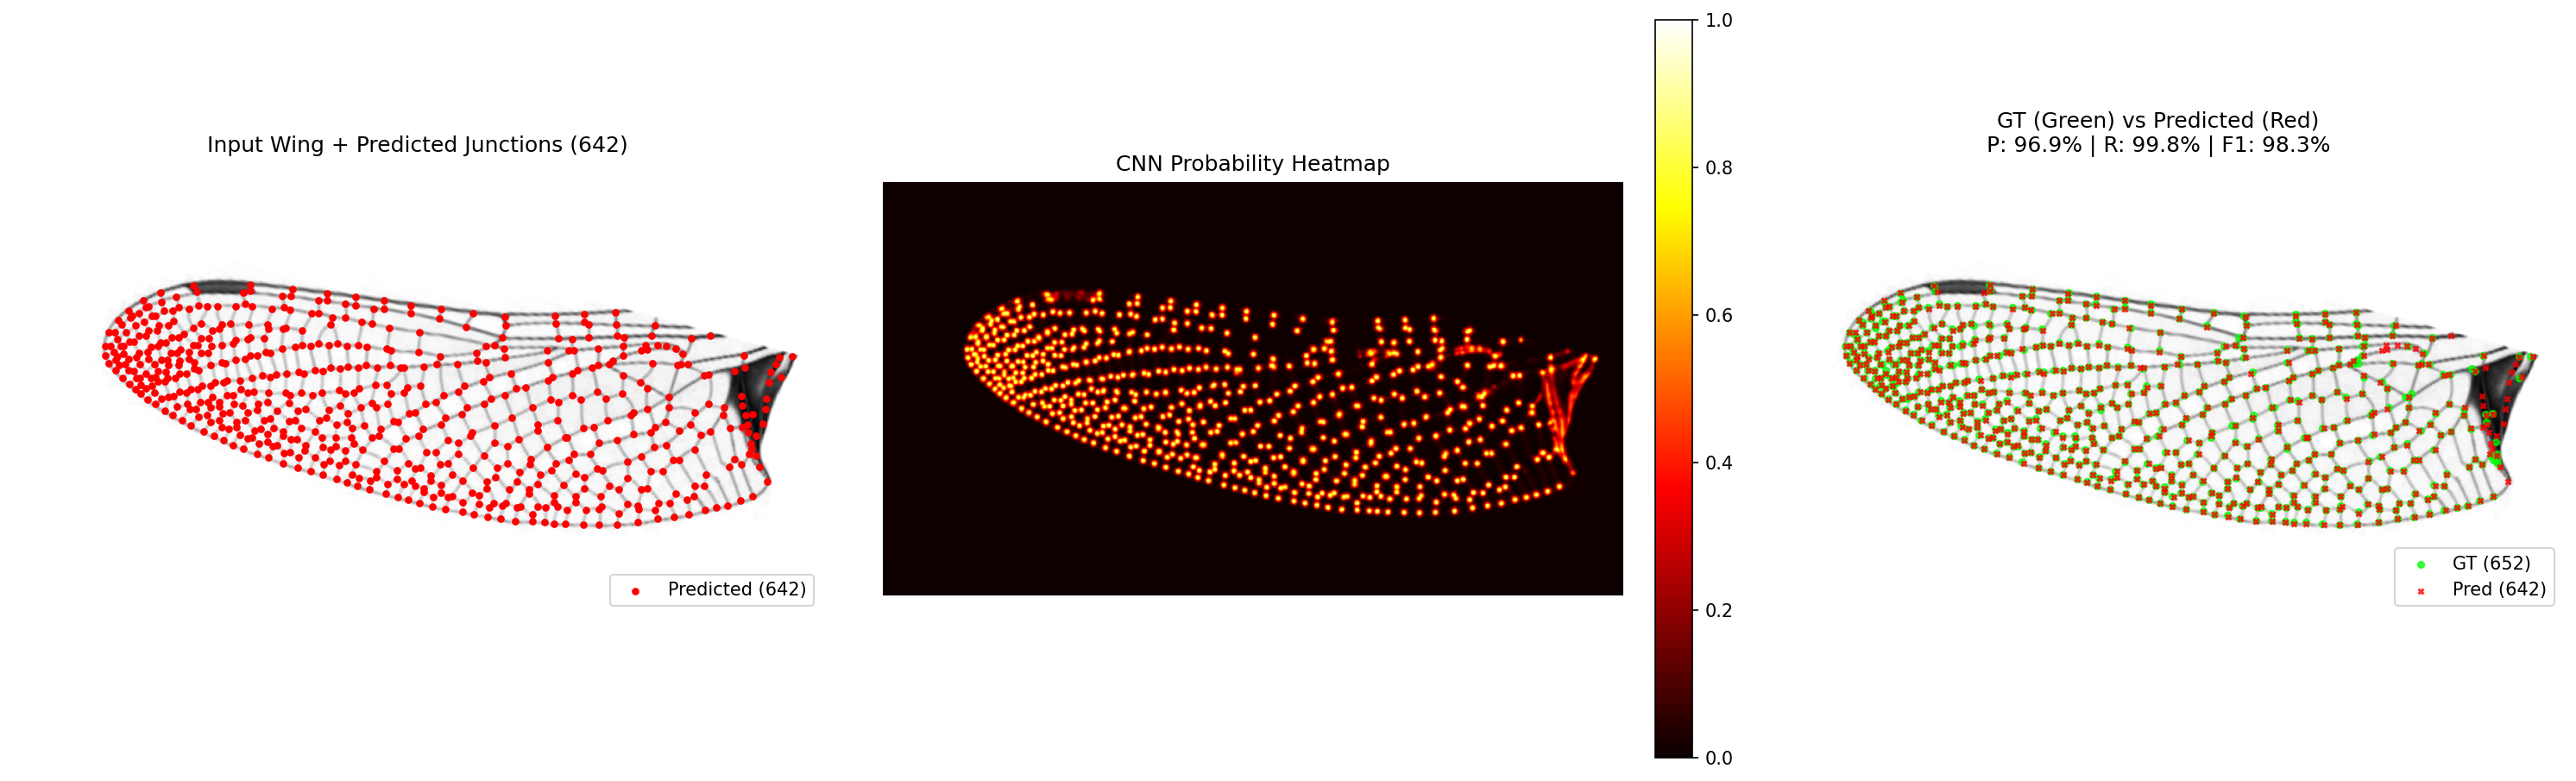 Input Wing + Predicted Junctions (642)
Predicted (642)
CNN Probability Heatmap
1.0
0.8
0.6
0.4
0.2
0.0
GT (Green) vs Predicted (Red)
P: 96.9% | R: 99.8% | F1: 98.3%
GT (652)
Pred (642)